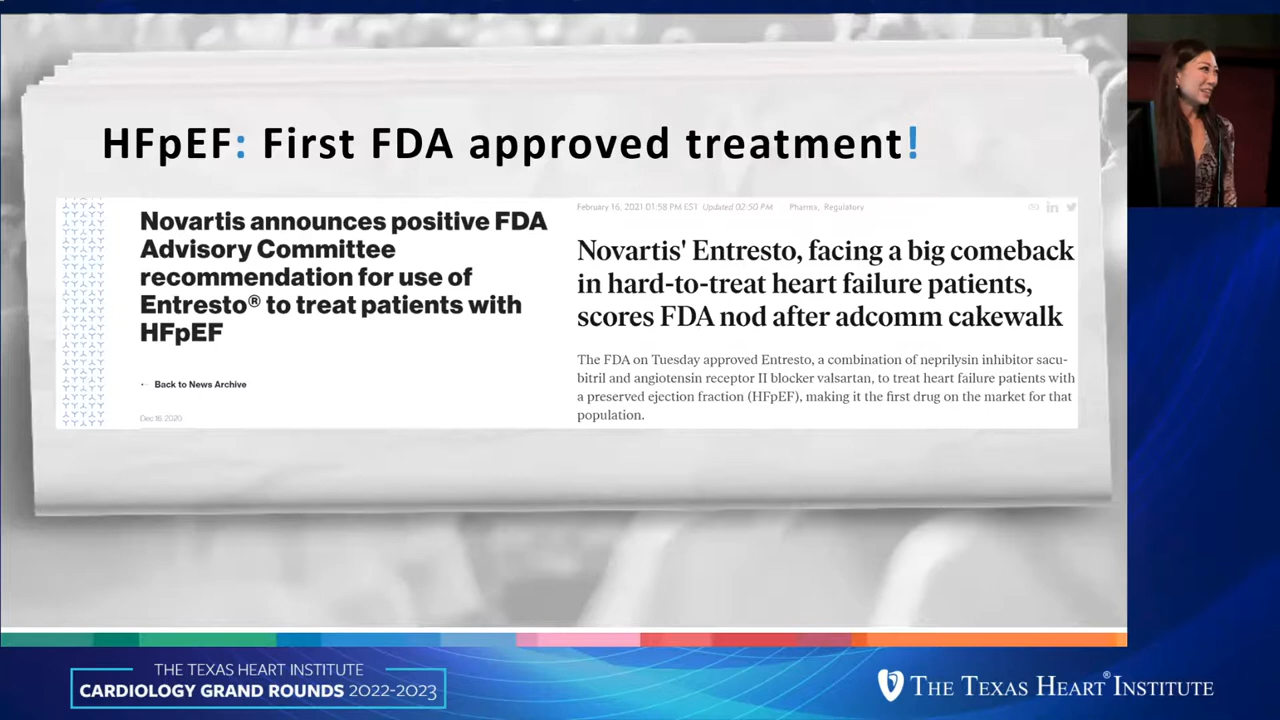 HFpEF: First FDA approved treatment!
Novartis announces positive FDA
Advisory Committee
recommendation for use of
Entresto® to treat patients with
HFpEF
Back to News Archive
Dec 16, 2020
February 16, 2021 01:58 PM EST Updated 02:50 PM Pharma, Regulatory
Novartis' Entresto, facing a big comeback
in hard-to-treat heart failure patients,
scores FDA nod after adcomm cakewalk
The FDA on Tuesday approved Entresto, a combination of neprilysin inhibitor sacu-
bitril and angiotensin receptor II blocker valsartan, to treat heart failure patients with
a preserved ejection fraction (HFpEF), making it the first drug on the market for that
population.
THE TEXAS HEART INSTITUTE
CARDIOLOGY GRAND ROUNDS 2022-2023
THE TEXAS HEART® INSTITUTE